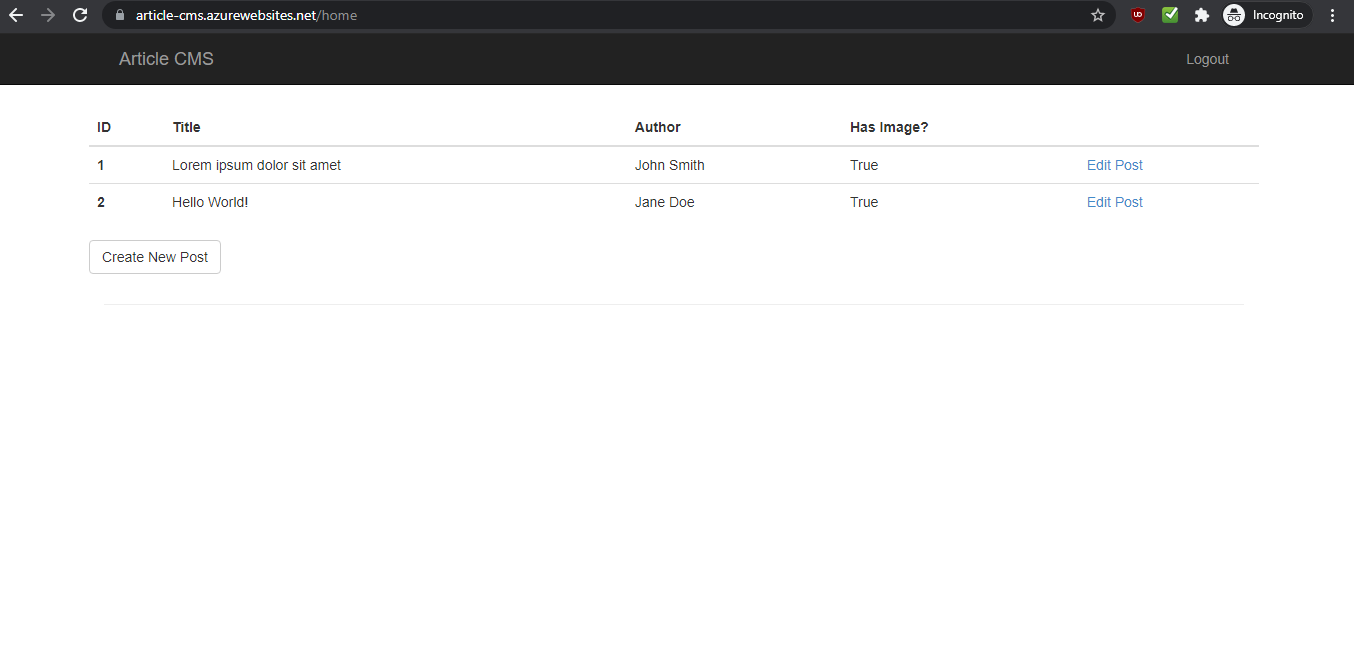 article-cms.azurewebsites.net/home
Incognito
Article CMS
Logout
ID Title Author Has Image?
1 Lorem ipsum dolor sit amet John Smith True Edit Post
2 Hello World! Jane Doe True Edit Post
Create New Post